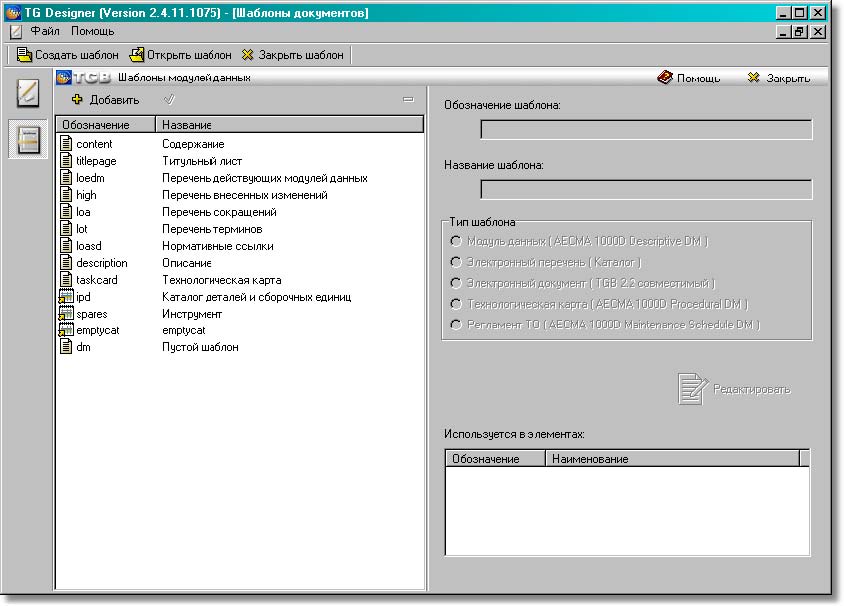 TG Designer (Version 2.4.11.1075) - [Шаблоны документов]
Файл Помощь
Создать шаблон Открыть шаблон Закрыть шаблон
TGB Шаблоны модулей данных Помощь Закрыть
Добавить
Обозначение Название
content Содержание
titlepage Титульный лист
loedm Перечень действующих модулей данных
high Перечень внесенных изменений
loa Перечень сокращений
lot Перечень терминов
loasd Нормативные ссылки
description Описание
taskcard Технологическая карта
ipd Каталог деталей и сборочных единиц
spares Инструмент
emptycat emptycat
dm Пустой шаблон
Обозначение шаблона:
Название шаблона:
Тип шаблона
Модуль данных ( AECMA 1000D Descriptive DM )
Электронный перечень ( Каталог )
Электронный документ ( TGB 2.2 совместимый )
Технологическая карта ( AECMA 1000D Procedural DM )
Регламент ТО ( AECMA 1000D Maintenance Schedule DM )
Редактировать
Используется в элементах:
Обозначение Наименование